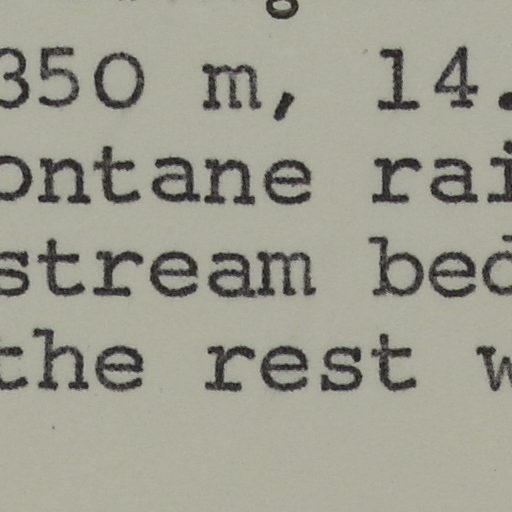 350 m, 14.
ontane rai
stream bed
the rest w